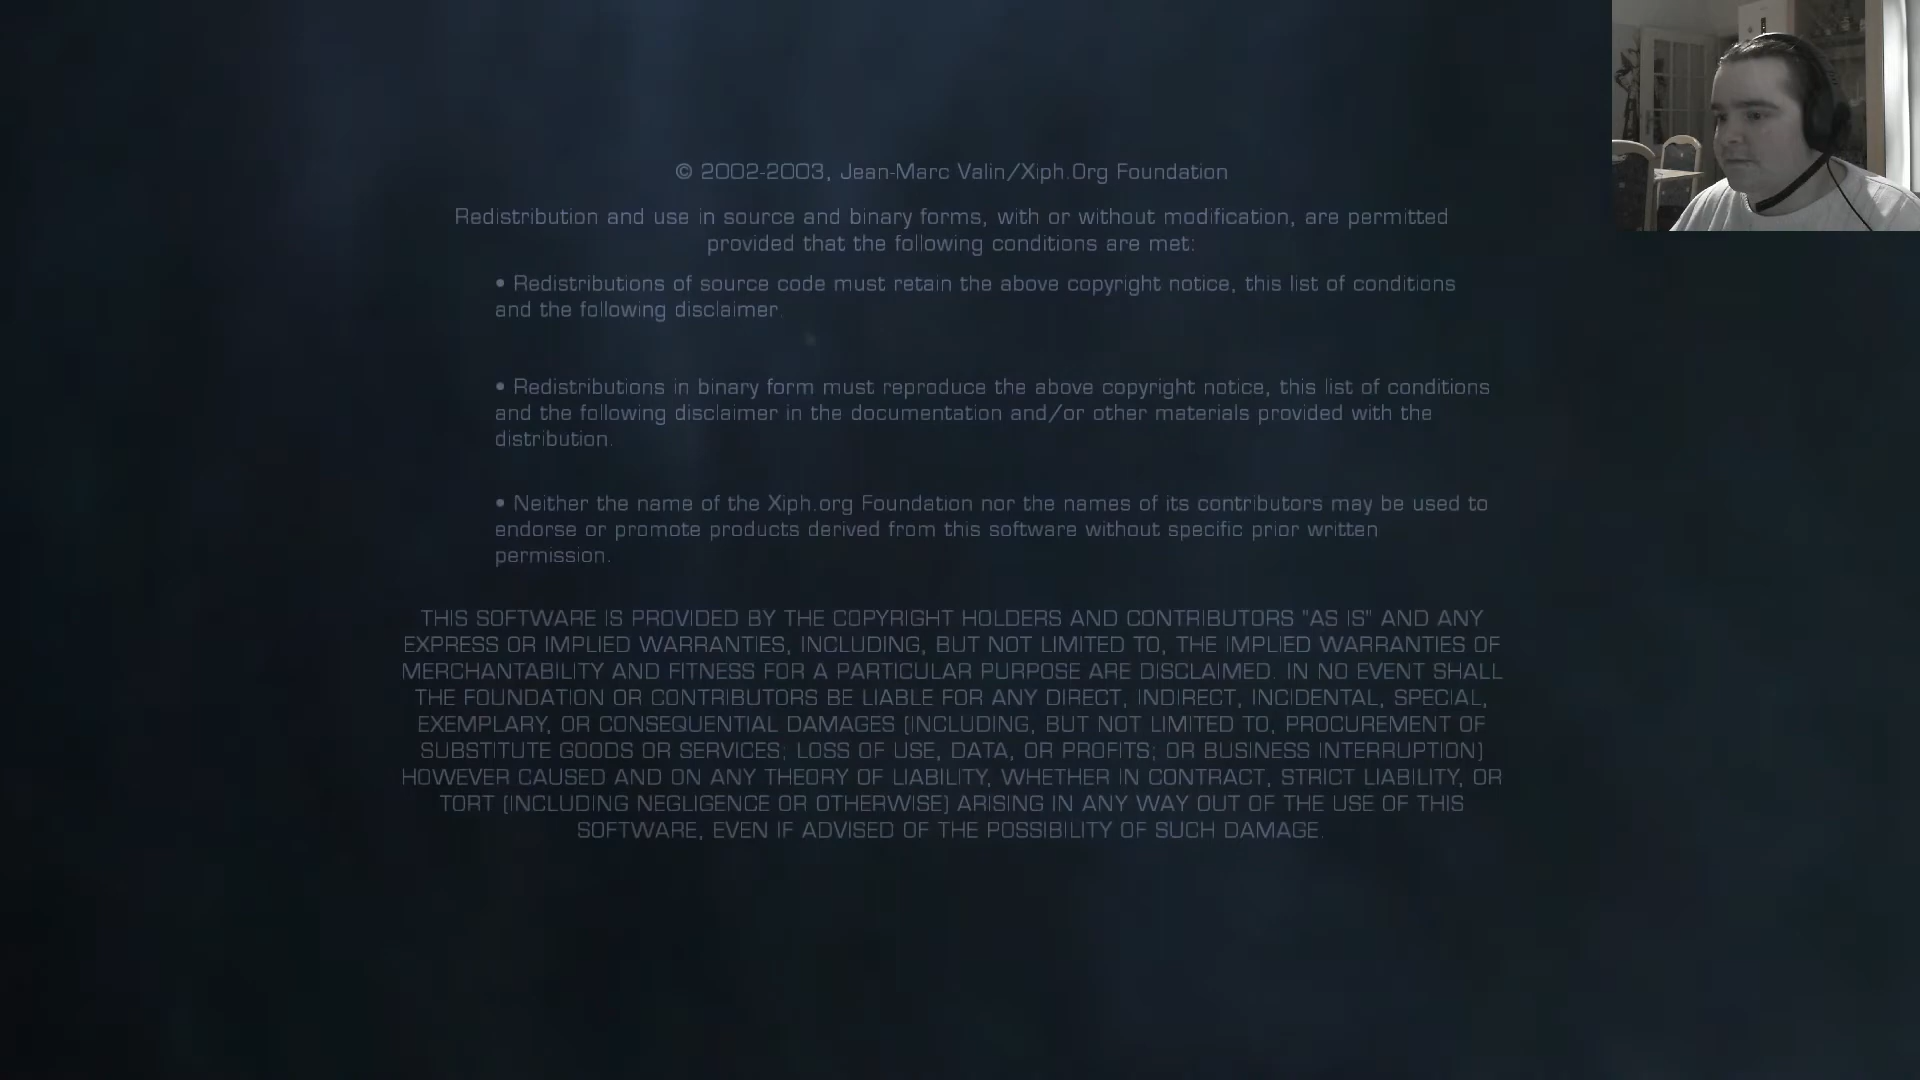 © 2002-2003, Jean-Marc Valin/Xiph.Org Foundation
Redistribution and use in source and binary forms, with or without modification, are permitted
provided that the following conditions are met:
• Redistributions of source code must retain the above copyright notice, this list of conditions
and the following disclaimer.
• Redistributions in binary form must reproduce the above copyright notice, this list of conditions
and the following disclaimer in the documentation and/or other materials provided with the
distribution.
• Neither the name of the Xiph.org Foundation nor the names of its contributors may be used to
endorse or promote products derived from this software without specific prior written
permission.
THIS SOFTWARE IS PROVIDED BY THE COPYRIGHT HOLDERS AND CONTRIBUTORS "AS IS" AND ANY
EXPRESS OR IMPLIED WARRANTIES, INCLUDING, BUT NOT LIMITED TO, THE IMPLIED WARRANTIES OF
MERCHANTABILITY AND FITNESS FOR A PARTICULAR PURPOSE ARE DISCLAIMED. IN NO EVENT SHALL
THE FOUNDATION OR CONTRIBUTORS BE LIABLE FOR ANY DIRECT, INDIRECT, INCIDENTAL, SPECIAL,
EXEMPLARY, OR CONSEQUENTIAL DAMAGES (INCLUDING, BUT NOT LIMITED TO, PROCUREMENT OF
SUBSTITUTE GOODS OR SERVICES; LOSS OF USE, DATA, OR PROFITS; OR BUSINESS INTERRUPTION)
HOWEVER CAUSED AND ON ANY THEORY OF LIABILITY, WHETHER IN CONTRACT, STRICT LIABILITY, OR
TORT (INCLUDING NEGLIGENCE OR OTHERWISE) ARISING IN ANY WAY OUT OF THE USE OF THIS
SOFTWARE, EVEN IF ADVISED OF THE POSSIBILITY OF SUCH DAMAGE.